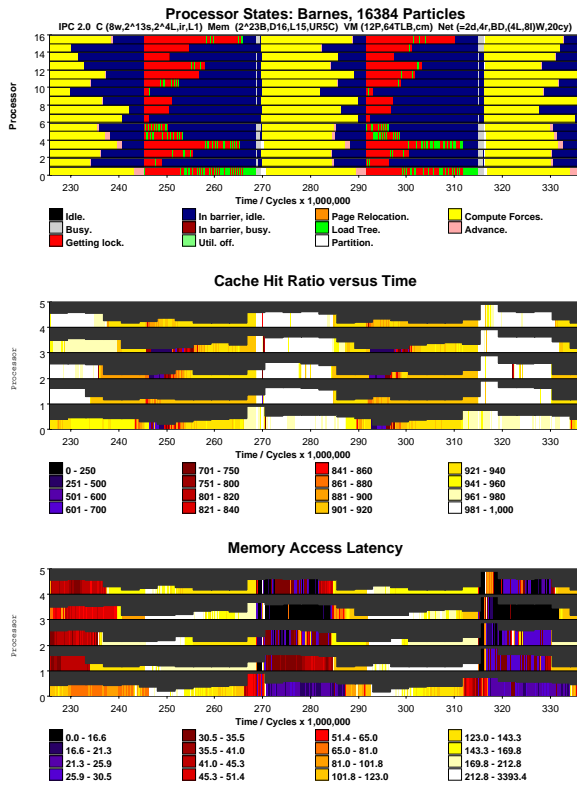 Processor States: Barnes, 16384 Particles
IPC 2.0 C (8w,2^13s,2^4L,ir,L1) Mem (2^23B,D16,L15,UR5C) VM (12P,64TLB,cm) Net (=2d,4r,BD,(4L,8I)W,20cy)
Processor
16
14
12
10
8
6
4
2
0
230 240 250 260 270 280 290 300 310 320 330
Time / Cycles x 1,000,000
Idle. In barrier, idle. Page Relocation. Compute Forces.
Busy. In barrier, busy. Load Tree. Advance.
Getting lock. Util. off. Partition.
Cache Hit Ratio versus Time
Processor
5
4
3
2
1
0
230 240 250 260 270 280 290 300 310 320 330
Time / Cycles x 1,000,000
0 - 250 701 - 750 841 - 860 921 - 940
251 - 500 751 - 800 861 - 880 941 - 960
501 - 600 801 - 820 881 - 900 961 - 980
601 - 700 821 - 840 901 - 920 981 - 1,000
Memory Access Latency
Processor
5
4
3
2
1
0
230 240 250 260 270 280 290 300 310 320 330
Time / Cycles x 1,000,000
0.0 - 16.6 30.5 - 35.5 51.4 - 65.0 123.0 - 143.3
16.6 - 21.3 35.5 - 41.0 65.0 - 81.0 143.3 - 169.8
21.3 - 25.9 41.0 - 45.3 81.0 - 101.8 169.8 - 212.8
25.9 - 30.5 45.3 - 51.4 101.8 - 123.0 212.8 - 3393.4